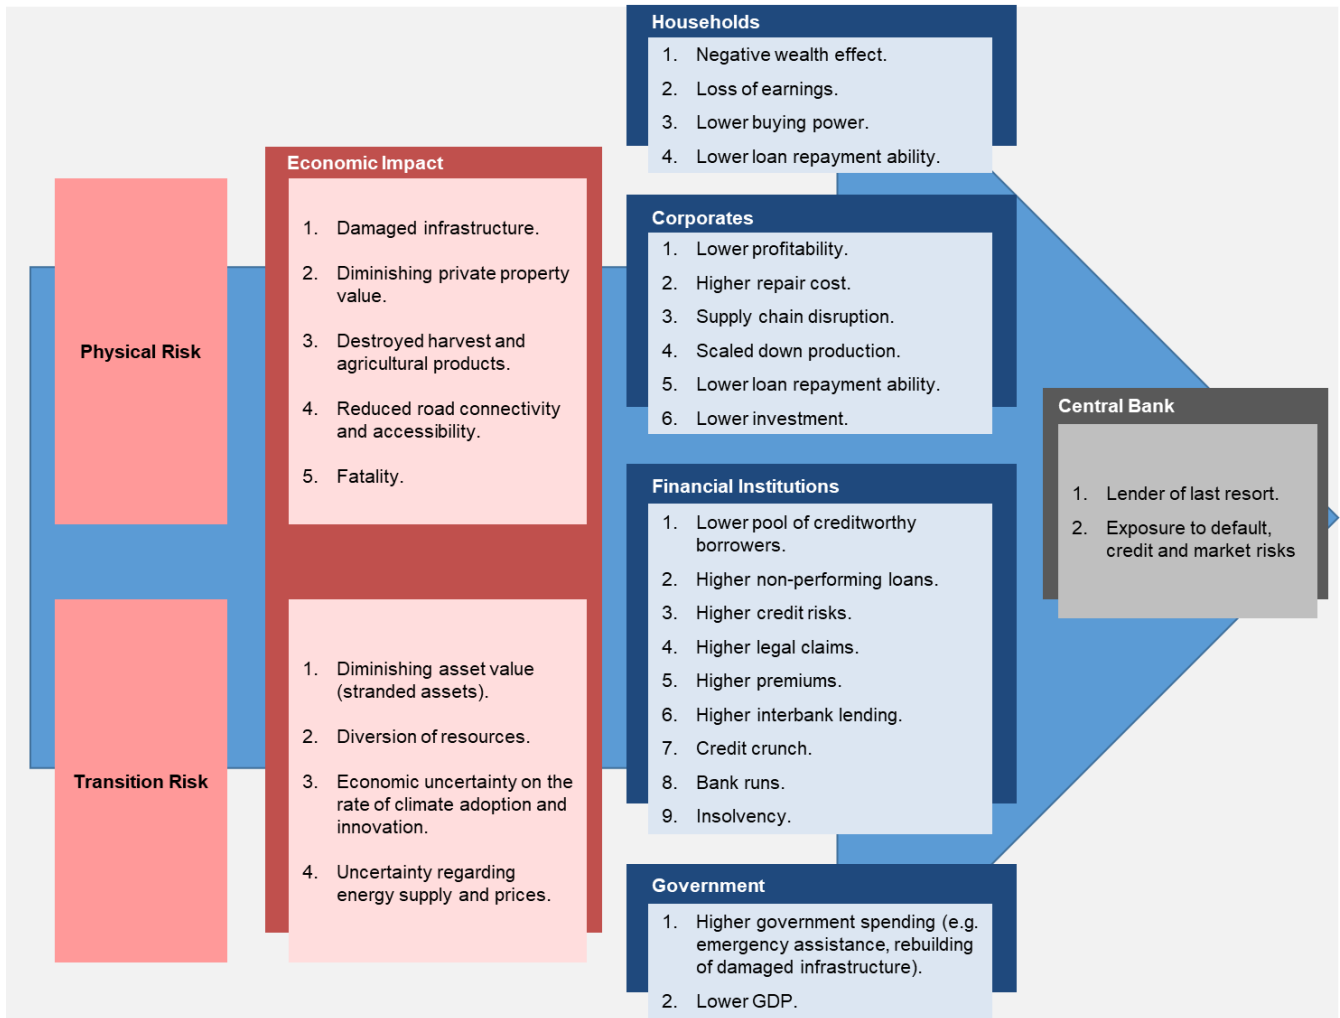 Physical Risk
Transition Risk
Economic Impact
1. Damaged infrastructure.
2. Diminishing private property
value.
3. Destroyed harvest and
agricultural products.
4. Reduced road connectivity
and accessibility.
5. Fatality.
1. Diminishing asset value
(stranded assets).
2. Diversion of resources.
3. Economic uncertainty on the
rate of climate adoption and
innovation.
4. Uncertainty regarding
energy supply and prices.
Households
1. Negative wealth effect.
2. Loss of earnings.
3. Lower buying power.
4. Lower loan repayment ability.
Corporates
1. Lower profitability.
2. Higher repair cost.
3. Supply chain disruption.
4. Scaled down production.
5. Lower loan repayment ability.
6. Lower investment.
Financial Institutions
1. Lower pool of creditworthy
borrowers.
2. Higher non-performing loans.
3. Higher credit risks.
4. Higher legal claims.
5. Higher premiums.
6. Higher interbank lending.
7. Credit crunch.
8. Bank runs.
9. Insolvency.
Government
1. Higher government spending (e.g.
emergency assistance, rebuilding
of damaged infrastructure).
2. Lower GDP.
Central Bank
1. Lender of last resort.
2. Exposure to default,
credit and market risks